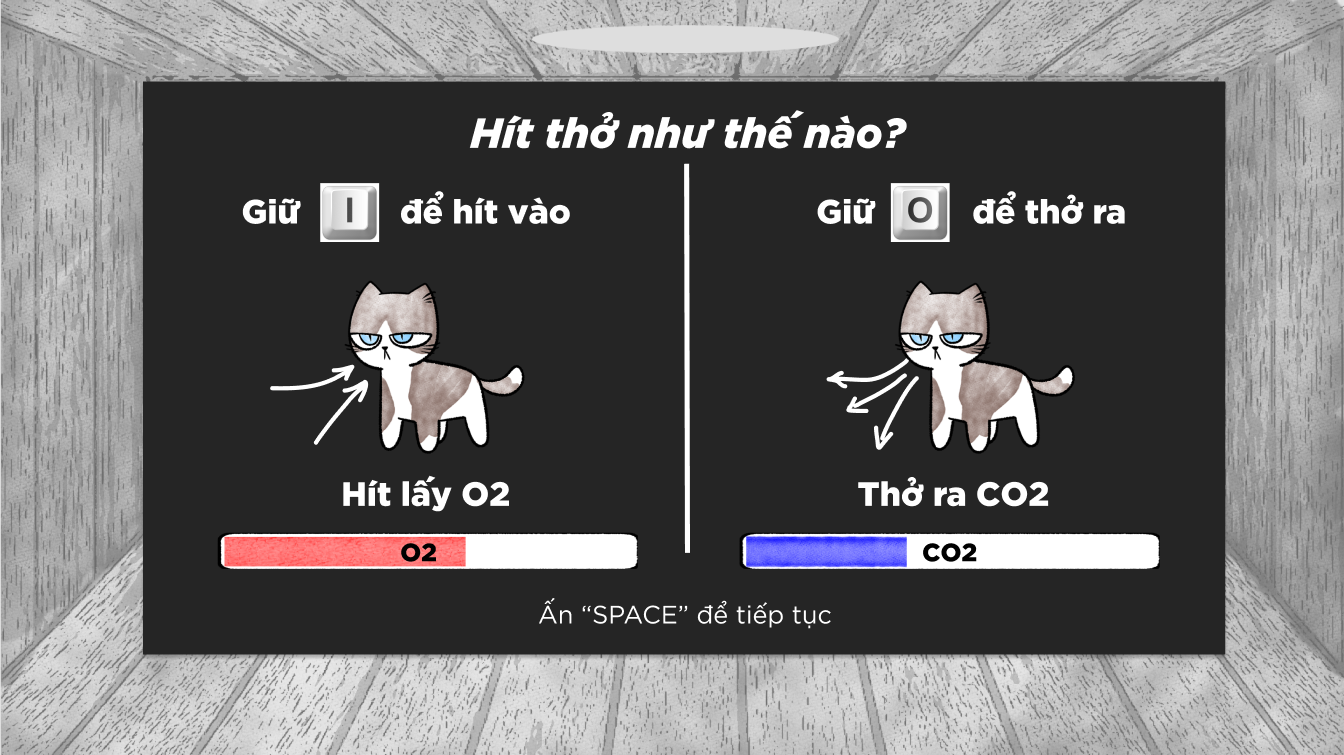 Hít thở như thế nào?
Giữ I để hít vào
Hít lấy O2
O2
Giữ O để thở ra
Thở ra CO2
CO2
Ấn “SPACE” để tiếp tục